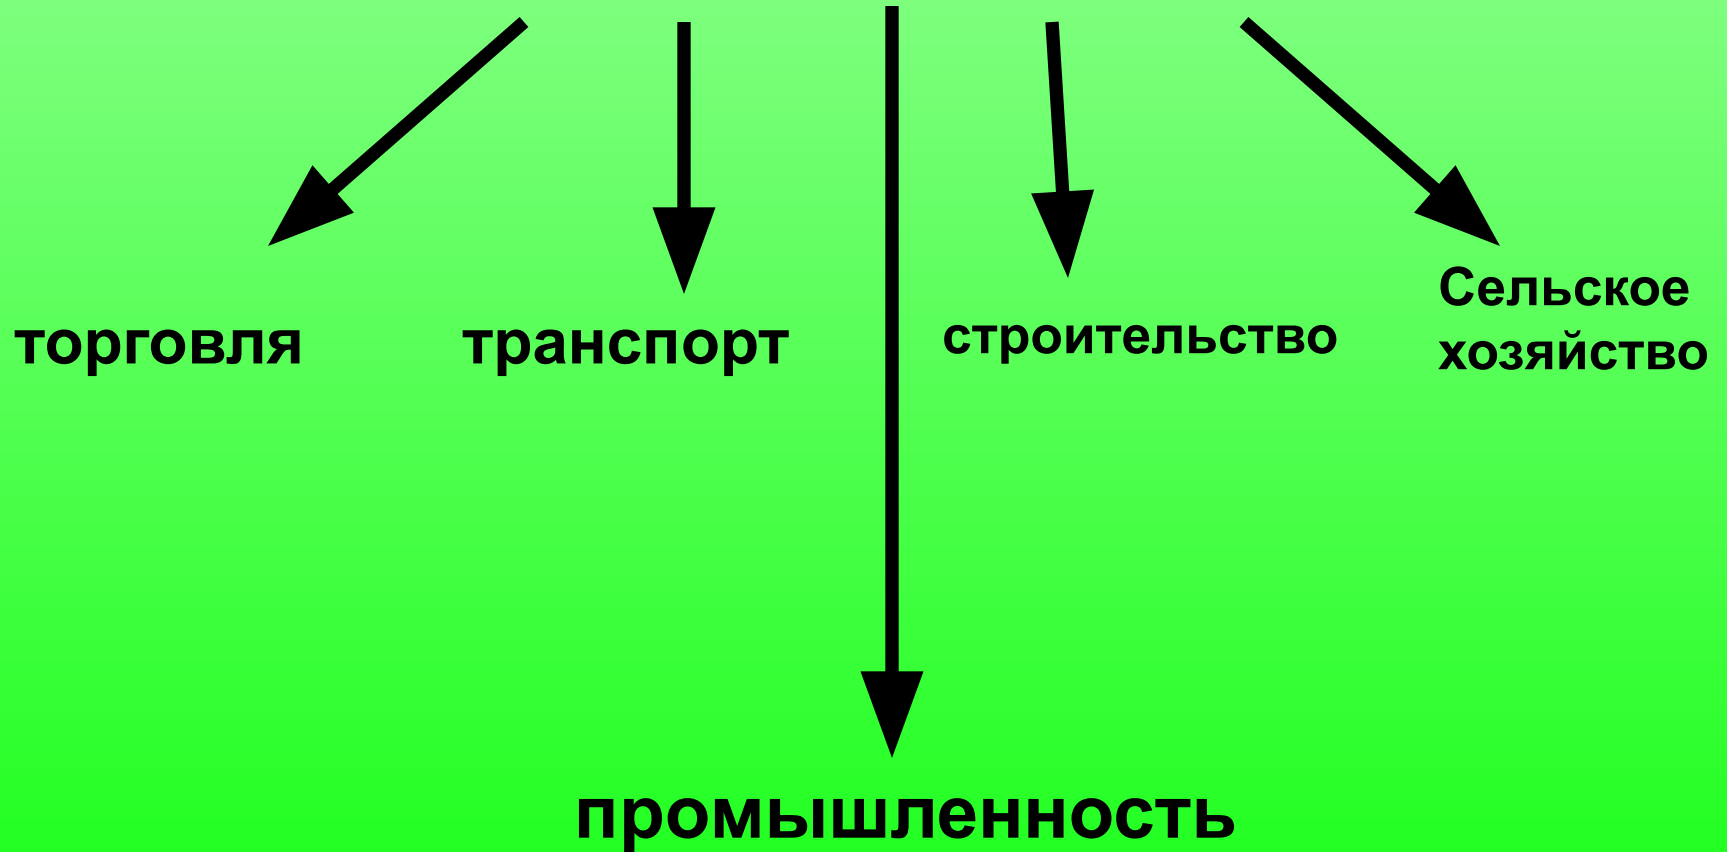 торговля
транспорт
строительство
Сельское
хозяйство
промышленность